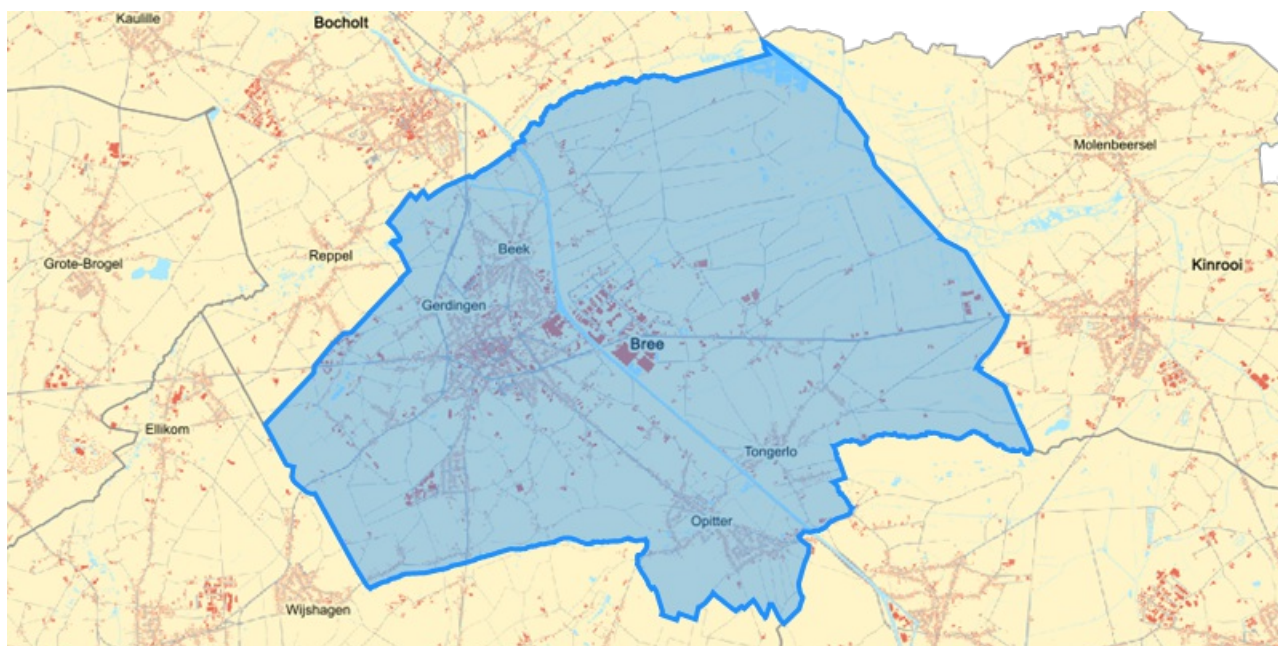 Kaulille
Bocholt
Molenbeersel
Beek
Reppel
Grote-Brogel
Kinrooi
Gerdingen
Bree
Ellikom
Tongerlo
Opitter
Wijshagen